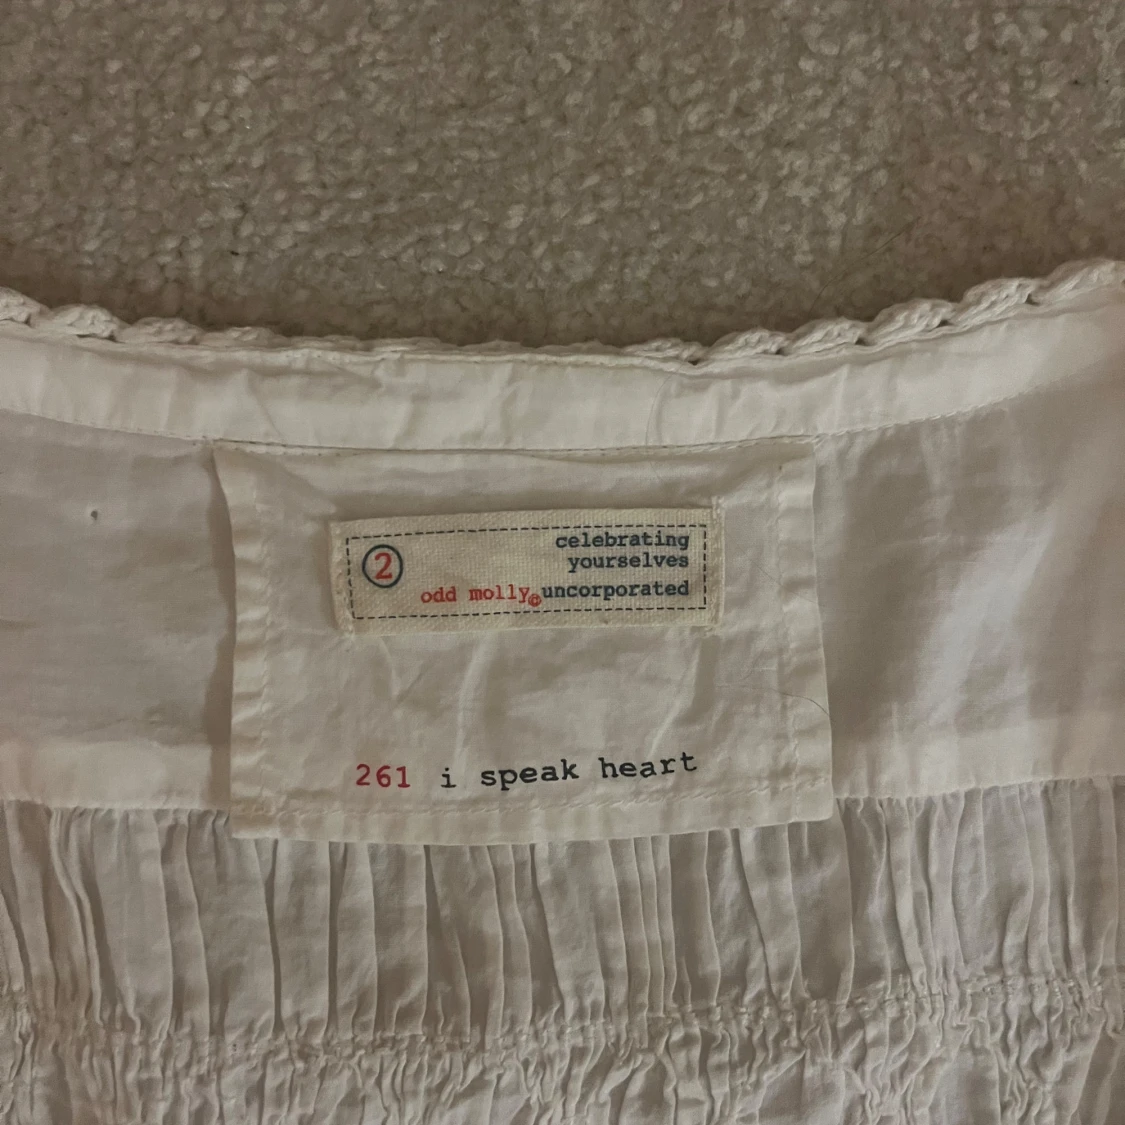 2
celebrating
yourselves
odd molly©uncorporated
261 i speak heart